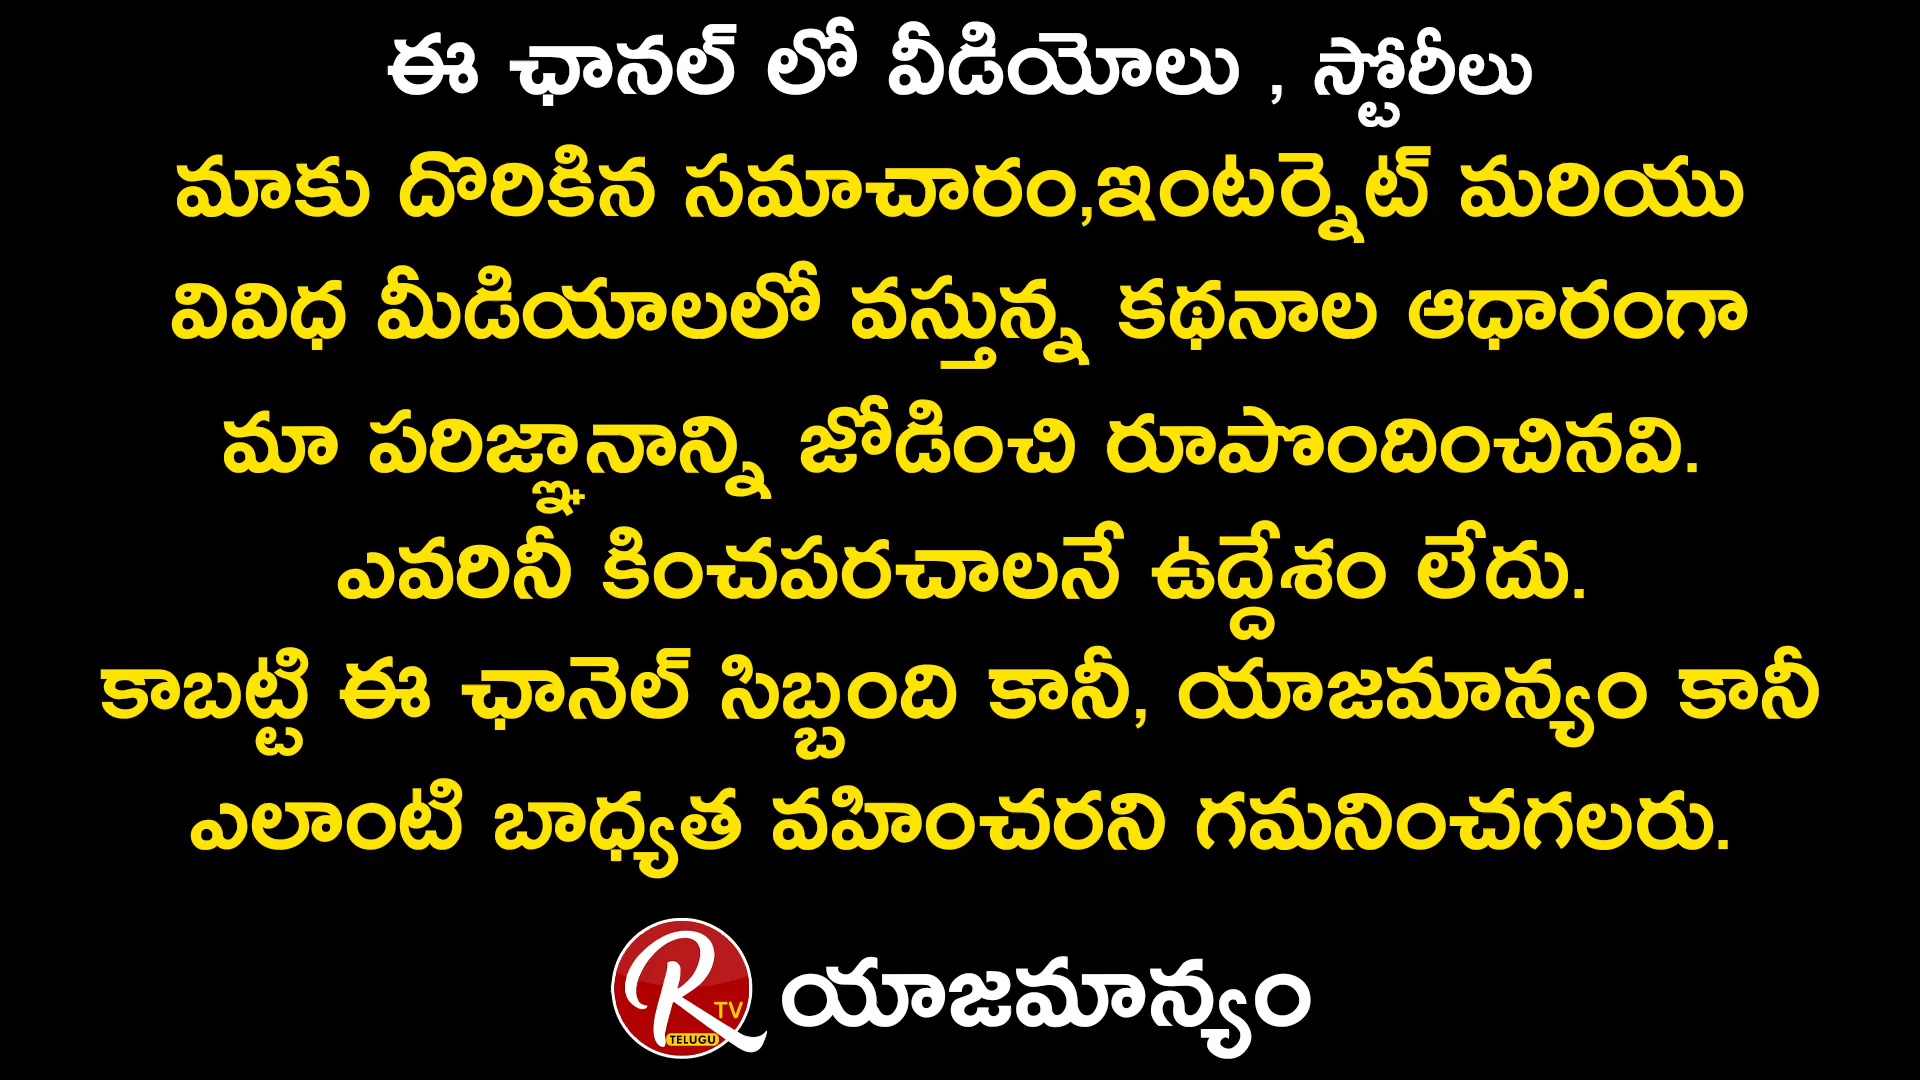 ఈ ఛానల్ లో వీడియోలు , స్టోరీలు
మాకు దొరికిన సమాచారం,ఇంటర్నెట్ మరియు
వివిధ మీడియాలలో వస్తున్న కథనాల ఆధారంగా
మా పరిజ్ఞానాన్ని జోడించి రూపొందించినవి.
ఎవరినీ కించపరచాలనే ఉద్దేశం లేదు.
కాబట్టి ఈ ఛానెల్ సిబ్బంది కానీ, యాజమాన్యం కానీ
ఎలాంటి బాధ్యత వహించరని గమనించగలరు.
R TV TELUGU యాజమాన్యం